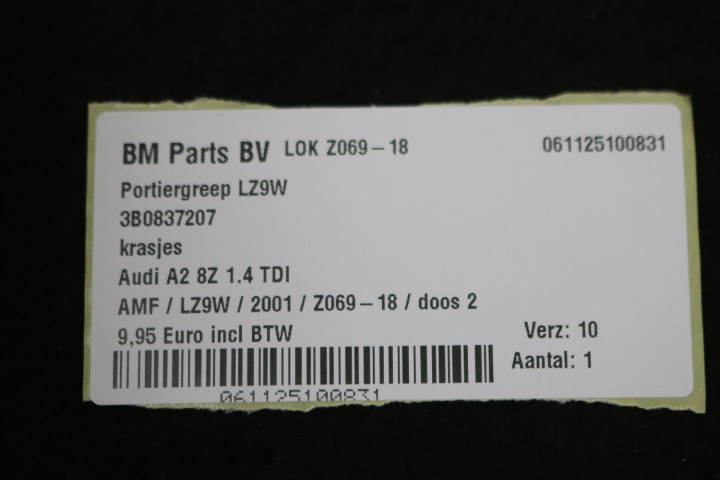 BM Parts BV LOK Z069-18 061125100831
Portiergreep LZ9W
3B0837207
krasjes
Audi A2 8Z 1.4 TDI
AMF / LZ9W / 2001 / Z069-18 / doos 2
9,95 Euro incl BTW Verz: 10
Aantal: 1
061125100831